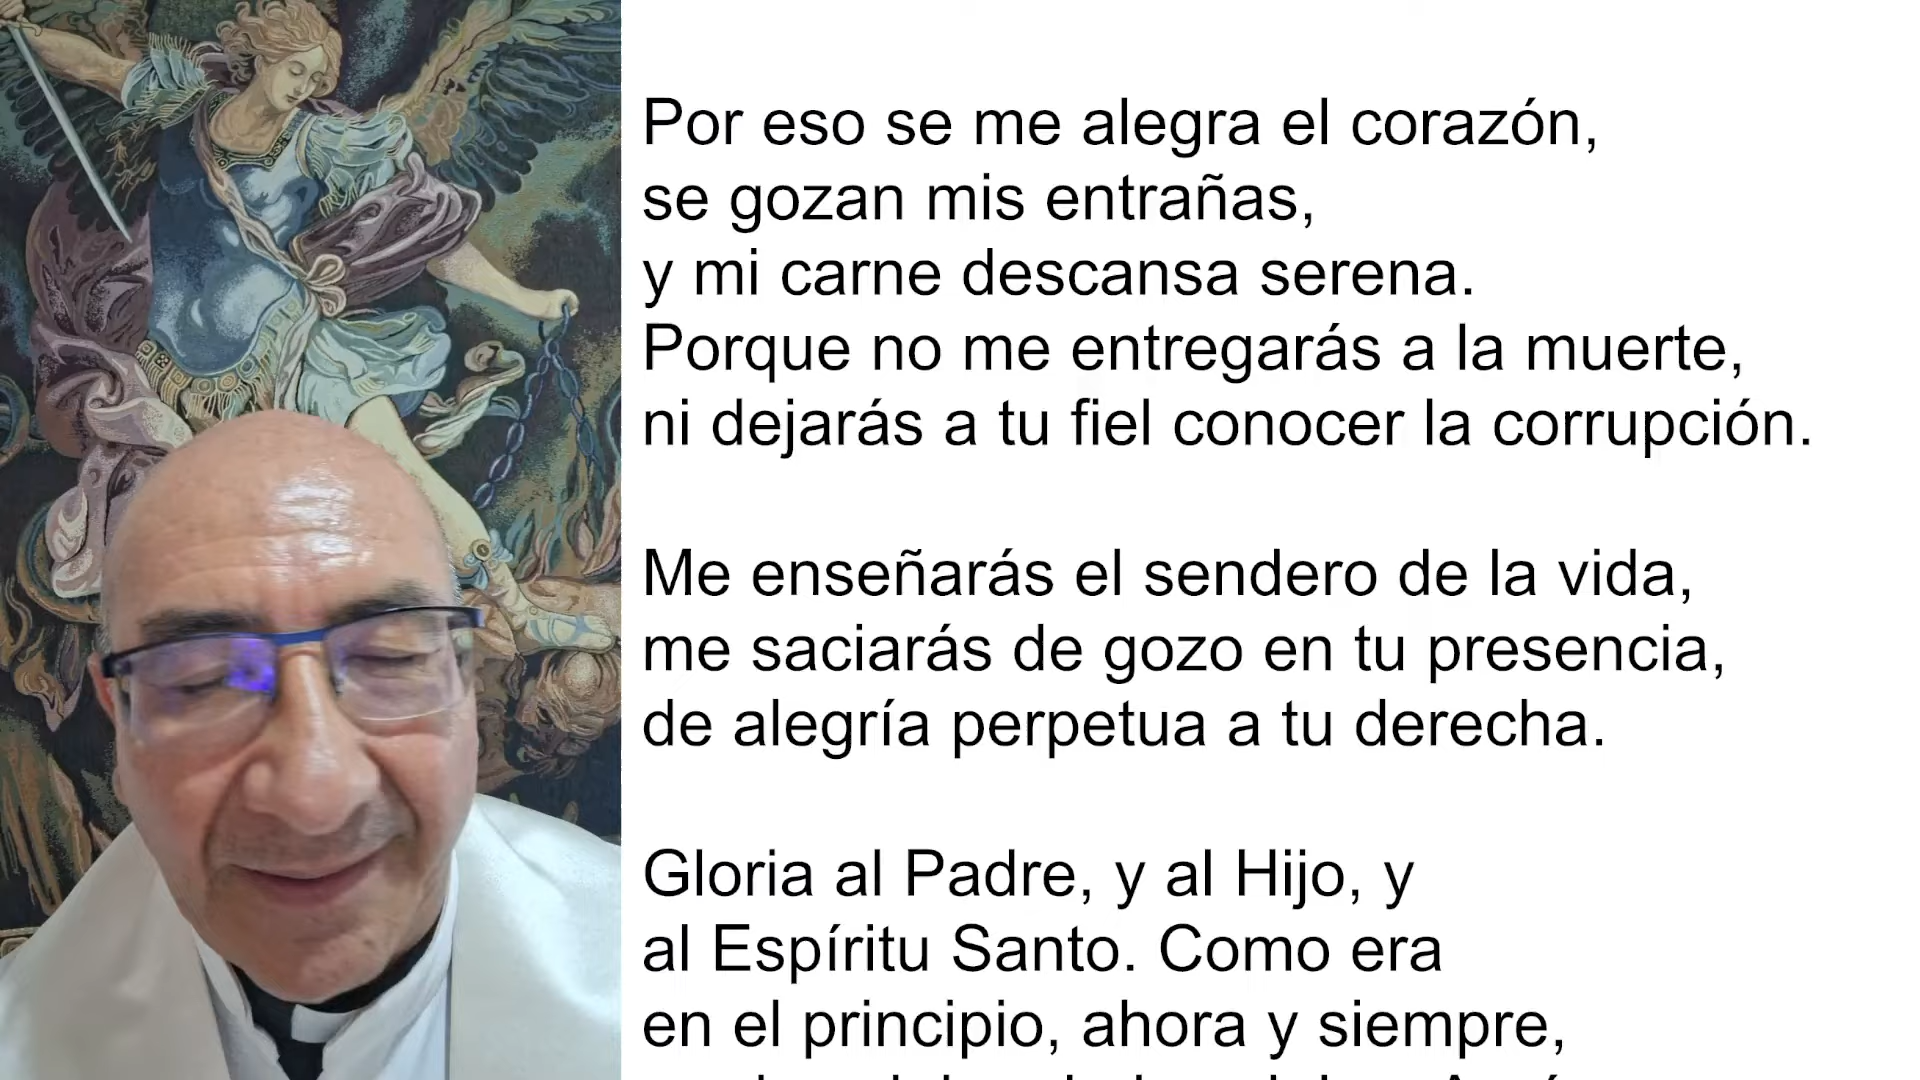 Por eso se me alegra el corazón,
se gozan mis entrañas,
y mi carne descansa serena.
Porque no me entregarás a la muerte,
ni dejarás a tu fiel conocer la corrupción.
Me enseñarás el sendero de la vida,
me saciarás de gozo en tu presencia,
de alegría perpetua a tu derecha.
Gloria al Padre, y al Hijo, y
al Espíritu Santo. Como era
en el principio, ahora y siempre,